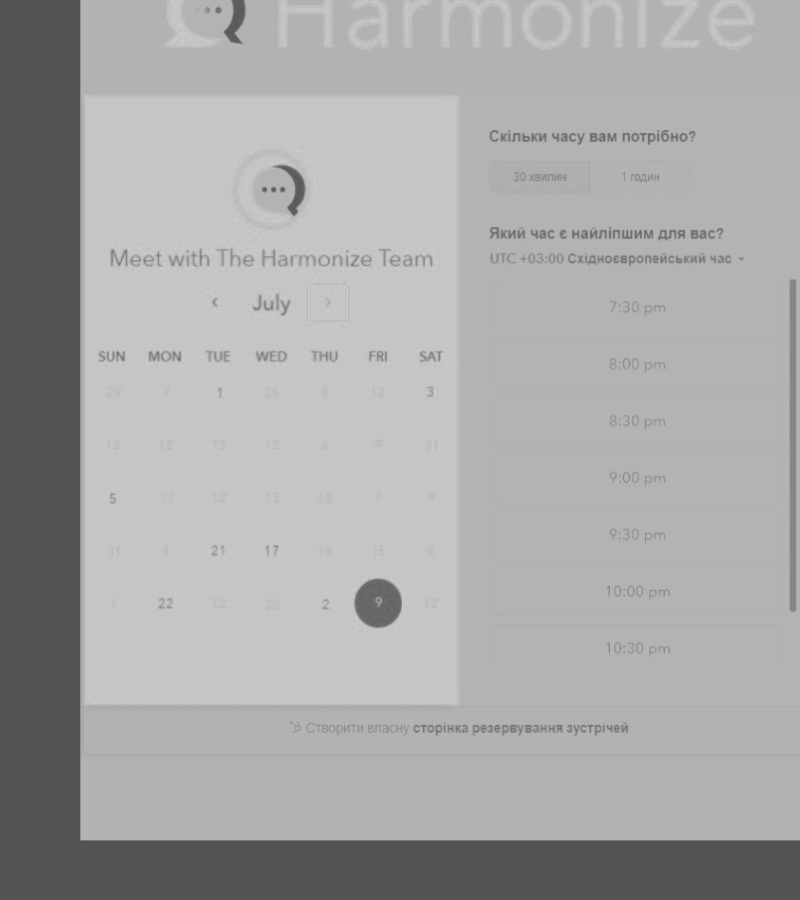 Harmonize
Meet with The Harmonize Team
July
SUN MON TUE WED THU FRI SAT
29 7 1 28 8 12 3
12 12 13 12 6 9 31
5 17 12 13 18 7 9
31 4 21 17 18 15 6
1 22 12 22 2 9 12
Скільки часу вам потрібно?
30 хвилин 1 годин
Який час є найліпшим для вас?
UTC +03:00 Східноєвропейський час
7:30 pm
8:00 pm
8:30 pm
9:00 pm
9:30 pm
10:00 pm
10:30 pm
Створити власну сторінка резервування зустрічей